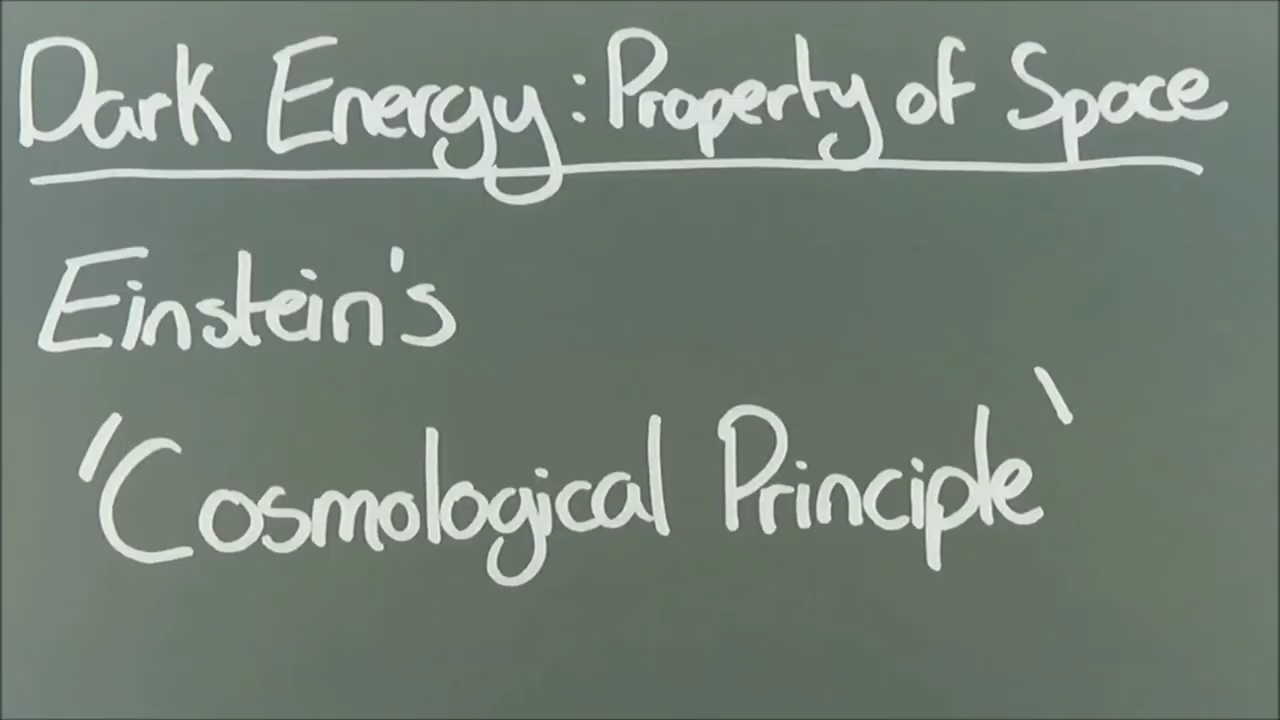 Dark Energy: Property of Space
Einstein's
'Cosmological Principle'